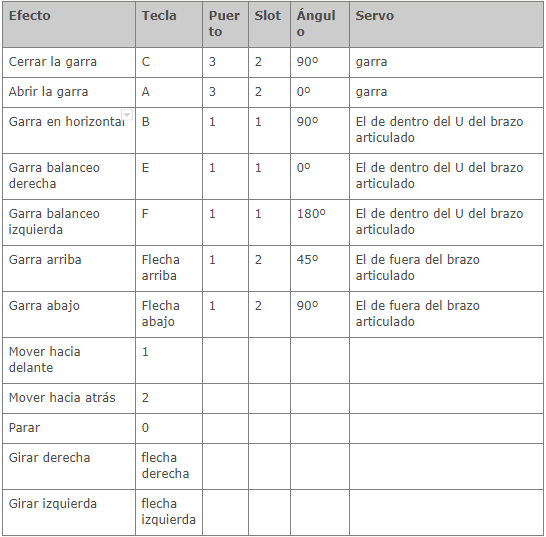 Efecto Tecla Puer to Slot Ángul o Servo
Cerrar la garra C 3 2 90º garra
Abrir la garra A 3 2 0º garra
Garra en horizontal B 1 1 90º El de dentro del U del brazo
articulado
Garra balanceo E 1 1 0º El de dentro del U del brazo
derecha articulado
Garra balanceo F 1 1 180º El de dentro del U del brazo
izquierda articulado
Garra arriba Flecha 1 2 45º El de fuera del brazo
arriba articulado
Garra abajo Flecha 1 2 90º El de fuera del brazo
abajo articulado
Mover hacia 1
delante
Mover hacia atrás 2
Parar 0
Girar derecha flecha
derecha
Girar izquierda flecha
izquierda